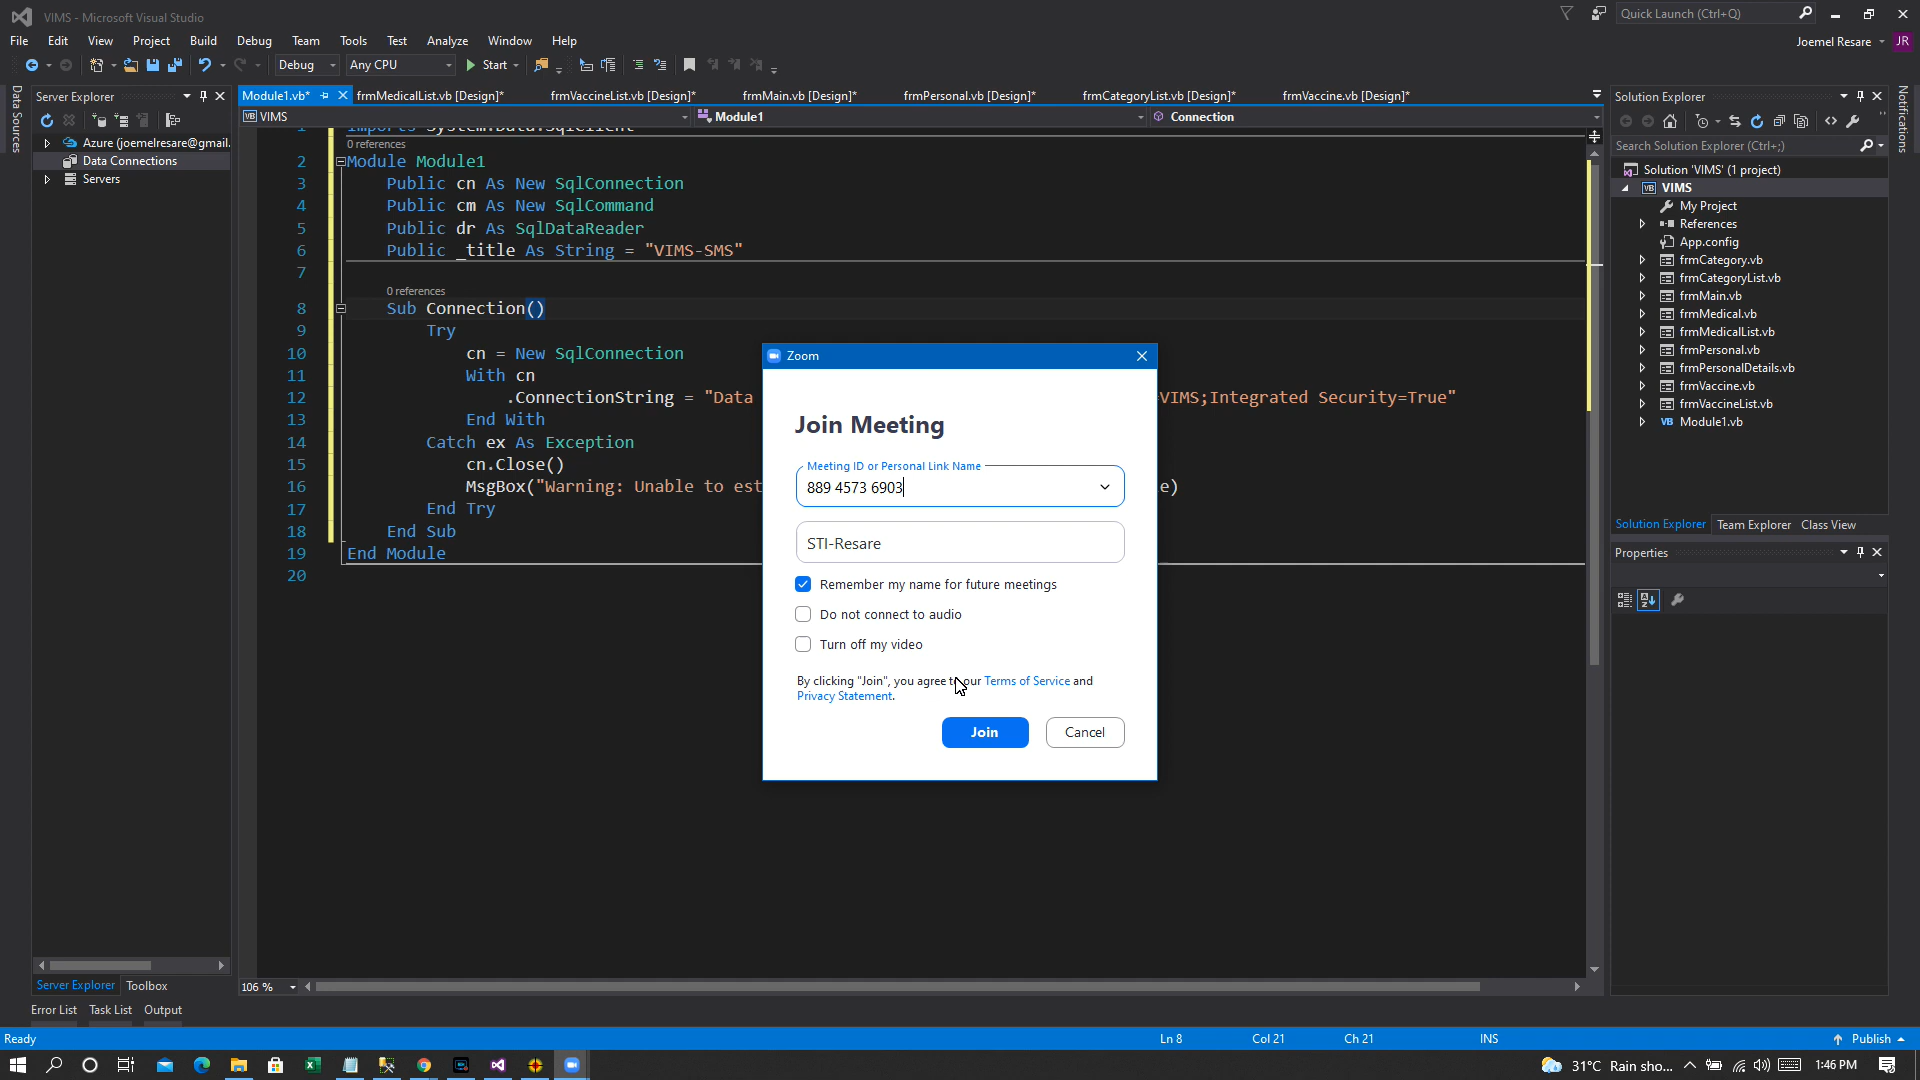 VIMS - Microsoft Visual Studio
Quick Launch (Ctrl+Q)
File Edit View Project Build Debug Team Tools Test Analyze Window Help
Joemel Resare JR
Debug Any CPU Start
Data Sources
Server Explorer
Module1.vb* frmMedicalList.vb [Design]* frmVaccineList.vb [Design]* frmMain.vb [Design]* frmPersonal.vb [Design]* frmCategoryList.vb [Design]* frmVaccine.vb [Design]*
VB VIMS Module1 Connection
Azure (joemelresare@gmail.
Data Connections
Servers
1 Imports System.Data.SqlClient
0 references
2 Module Module1
3 Public cn As New SqlConnection
4 Public cm As New SqlCommand
5 Public dr As SqlDataReader
6 Public _title As String = "VIMS-SMS"
7
0 references
8 Sub Connection()
9 Try
10 cn = New SqlConnection
11 With cn
12 .ConnectionString = "Data =VIMS;Integrated Security=True"
13 End With
14 Catch ex As Exception
15 cn.Close()
16 MsgBox("Warning: Unable to est e)
17 End Try
18 End Sub
19 End Module
20
Zoom
Join Meeting
Meeting ID or Personal Link Name
889 4573 6903
STI-Resare
Remember my name for future meetings
Do not connect to audio
Turn off my video
By clicking "Join", you agree to our Terms of Service and
Privacy Statement.
Join Cancel
Solution Explorer
Search Solution Explorer (Ctrl+;)
Solution 'VIMS' (1 project)
VB VIMS
My Project
References
App.config
frmCategory.vb
frmCategoryList.vb
frmMain.vb
frmMedical.vb
frmMedicalList.vb
frmPersonal.vb
frmPersonalDetails.vb
frmVaccine.vb
frmVaccineList.vb
VB Module1.vb
Solution Explorer Team Explorer Class View
Properties
Notifications
106 %
Server Explorer Toolbox
Error List Task List Output
Ready Ln 8 Col 21 Ch 21 INS Publish
31°C Rain sho... 1:46 PM